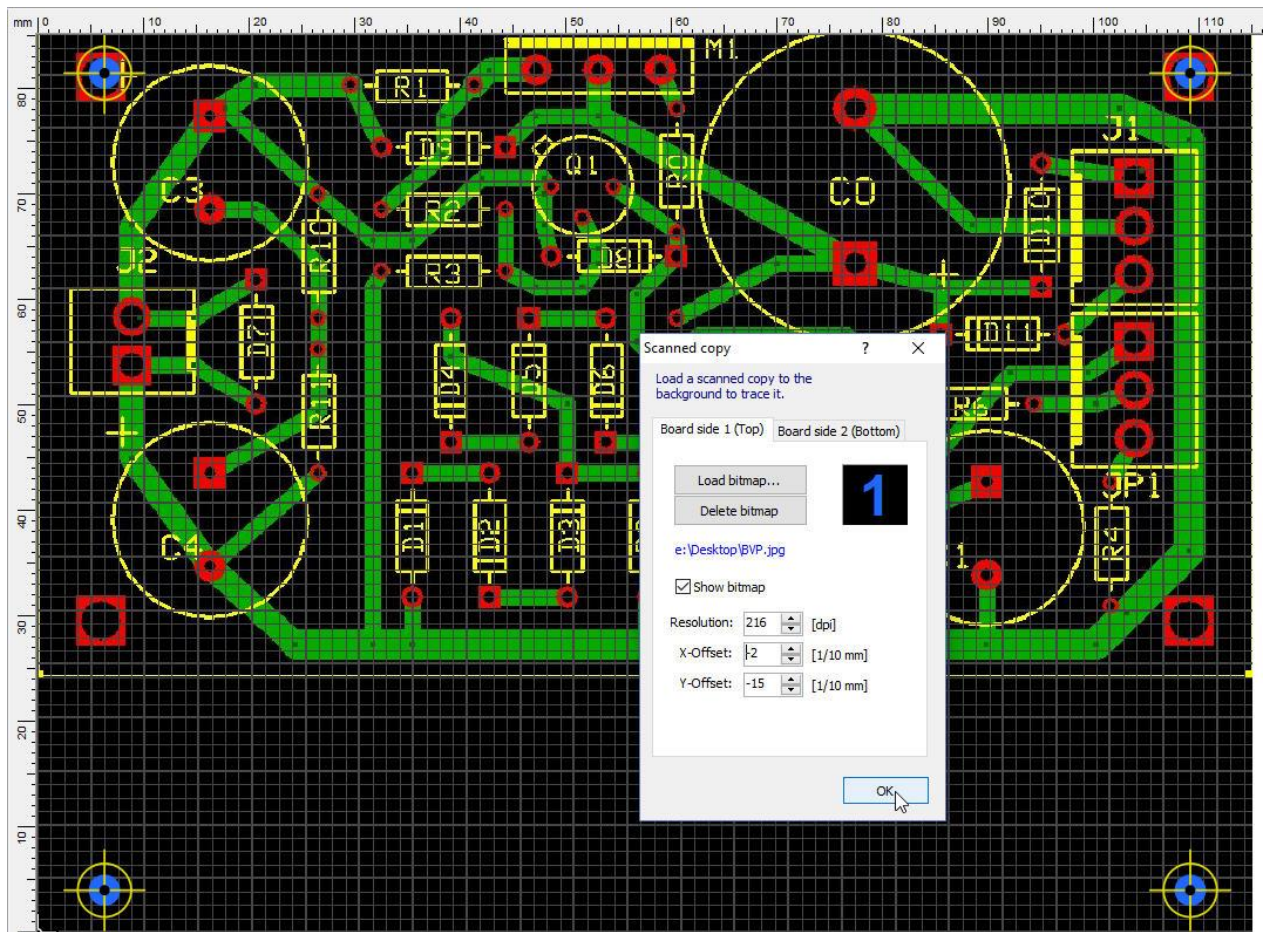 mm 0 10 20 30 40 50 60 70 80 90 100 110
M1
R1
80
J1
D9
Q1
R0
C3
C0
D10
70
R2
R10
J2
D8
R3
+
60
Scanned copy ? X
D7
D11
Load a scanned copy to the
background to trace it.
D4
D5
D6
50
R11
R6
Board side 1 (Top) Board side 2 (Bottom)
+
Load bitmap...
1
JP1
Delete bitmap
40
D1
D2
D3
R4
C4
e:\Desktop\BVP.jpg
Show bitmap
30
Resolution: 216 [dpi]
X-Offset: -2 [1/10 mm]
Y-Offset: -15 [1/10 mm]
20
OK
10